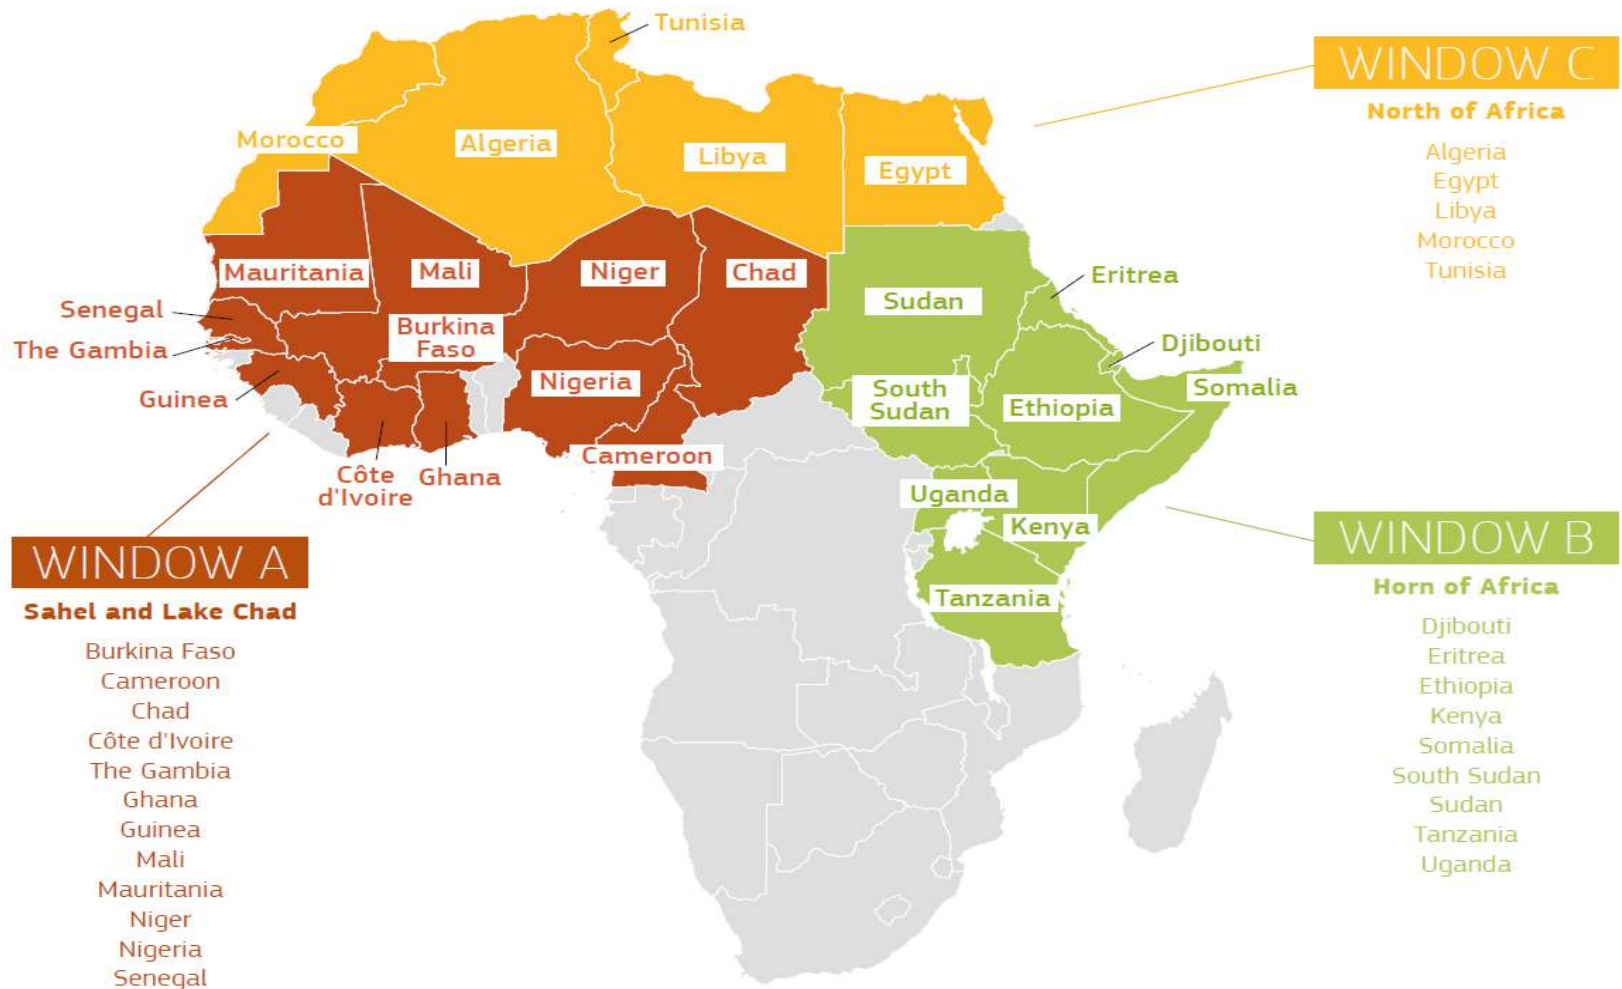 Tunisia
Morocco
Algeria
Libya
Egypt
Mauritania
Mali
Niger
Chad
Sudan
Eritrea
Senegal
The Gambia
Burkina
Faso
Djibouti
Guinea
Nigeria
South
Sudan
Ethiopia
Somalia
Côte
d'Ivoire
Ghana
Cameroon
Uganda
Kenya
Tanzania
WINDOW C
North of Africa
Algeria
Egypt
Libya
Morocco
Tunisia
WINDOW A
Sahel and Lake Chad
Burkina Faso
Cameroon
Chad
Côte d'Ivoire
The Gambia
Ghana
Guinea
Mali
Mauritania
Niger
Nigeria
Senegal
WINDOW B
Horn of Africa
Djibouti
Eritrea
Ethiopia
Kenya
Somalia
South Sudan
Sudan
Tanzania
Uganda